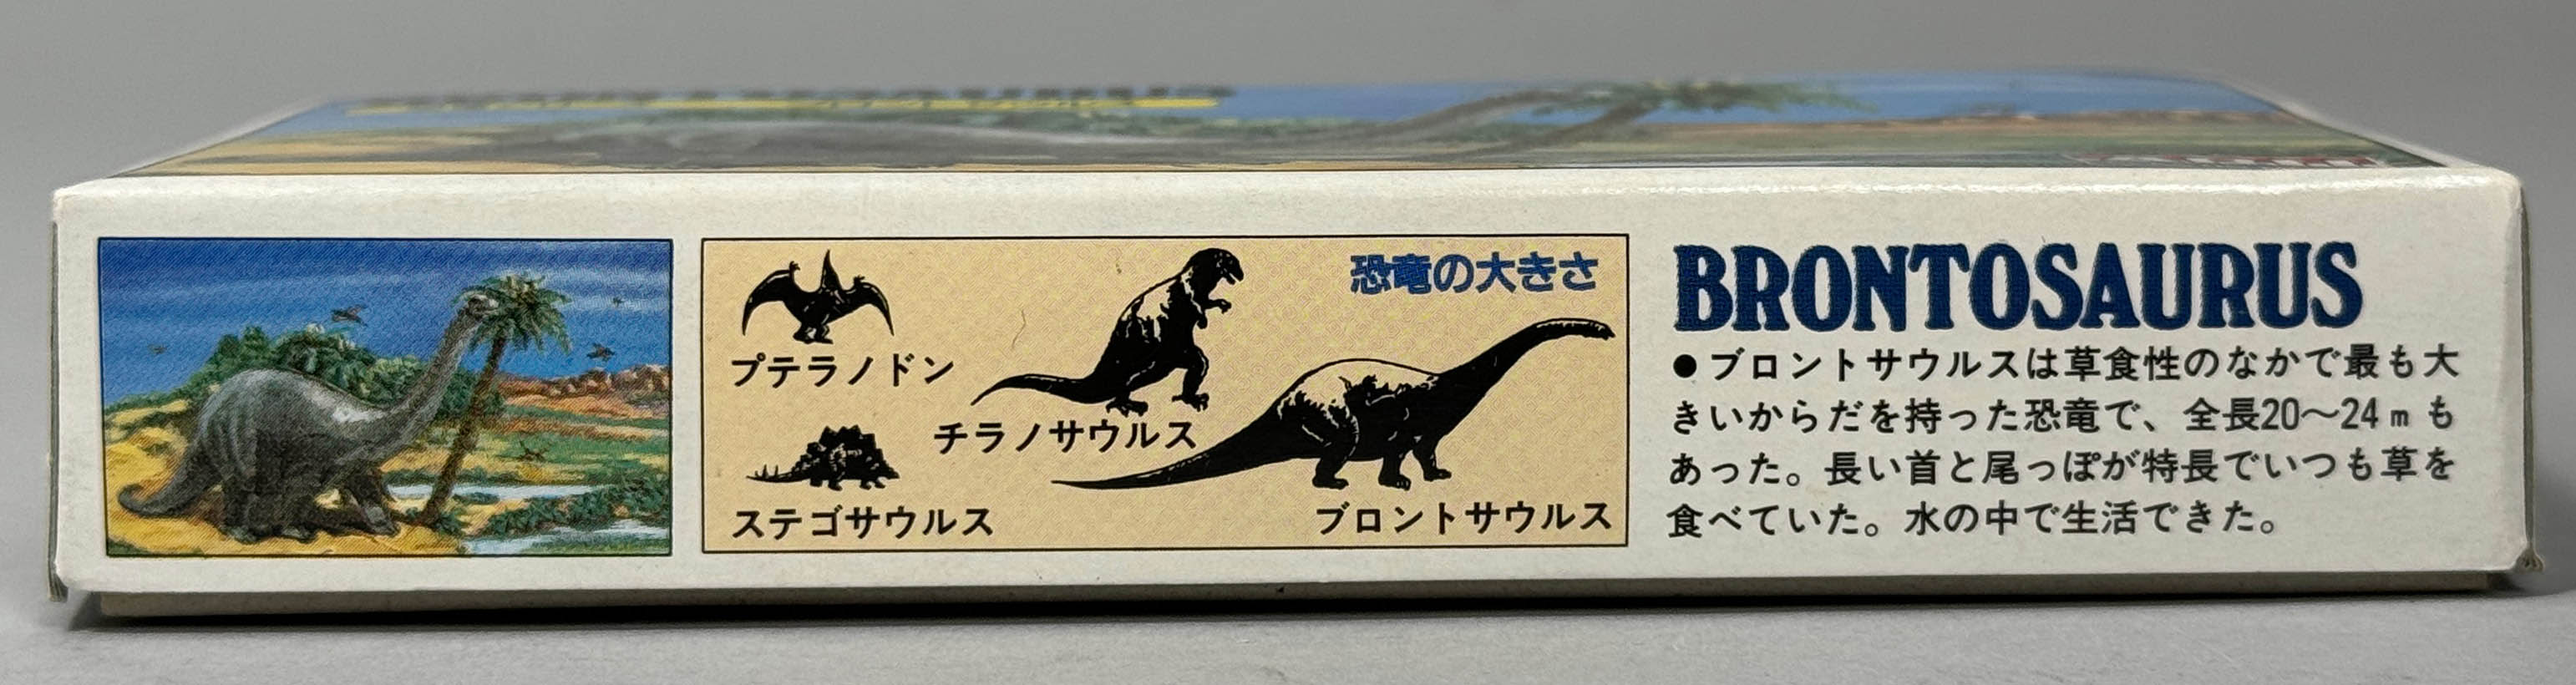 恐竜の大きさ
プテラノドン
チラノサウルス
ステゴサウルス
ブロントサウルス
BRONTOSAURUS
●ブロントサウルスは草食性のなかで最も大
きいからだを持った恐竜で、全長20〜24mも
あった。長い首と尾っぽが特長でいつも草を
食べていた。水の中で生活できた。